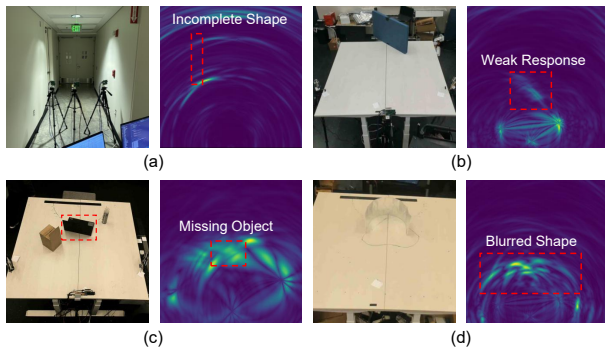 Incomplete Shape
Weak Response
(a)
(b)
Missing Object
Blurred Shape
(c)
(d)